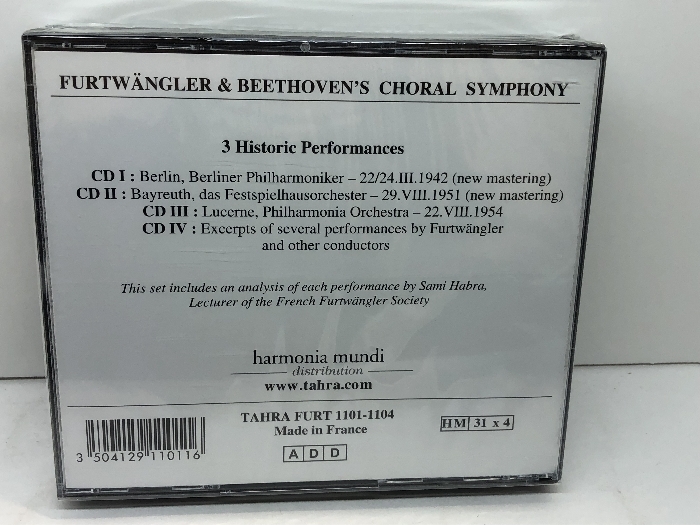 FURTWÄNGLER & BEETHOVEN'S CHORAL SYMPHONY
3 Historic Performances
CD I : Berlin, Berliner Philharmoniker – 22/24.III.1942 (new mastering)
CD II : Bayreuth, das Festspielhausorchester – 29.VIII.1951 (new mastering)
CD III : Lucerne, Philharmonia Orchestra – 22.VIII.1954
CD IV : Excerpts of several performances by Furtwängler
and other conductors
This set includes an analysis of each performance by Sami Habra,
Lecturer of the French Furtwängler Society
harmonia mundi
distribution
www.tahra.com
TAHRA FURT 1101-1104
Made in France
A D D
HM 31 x 4
3 504129 110116